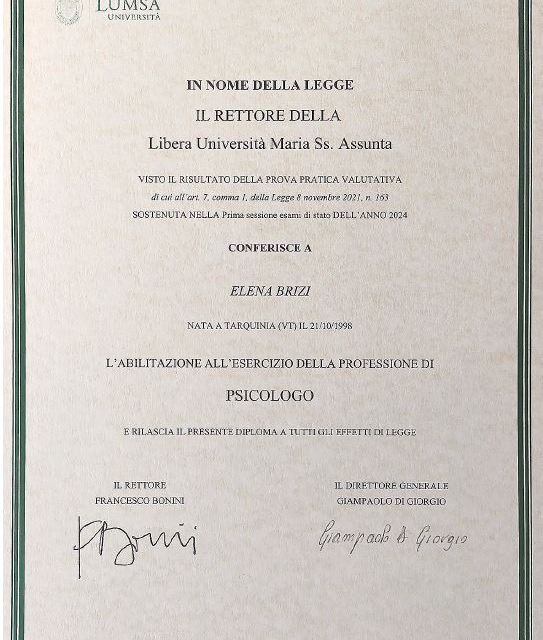 LUMSA
UNIVERSITÀ
IN NOME DELLA LEGGE
IL RETTORE DELLA
Libera Università Maria Ss. Assunta
VISTO IL RISULTATO DELLA PROVA PRATICA VALUTATIVA
di cui all'art. 7, comma 1, della Legge 8 novembre 2021, n. 163
SOSTENUTA NELLA Prima sessione esami di stato DELL'ANNO 2024
CONFERISCE A
ELENA BRIZI
NATA A TARQUINIA (VT) IL 21/10/1998
L'ABILITAZIONE ALL'ESERCIZIO DELLA PROFESSIONE DI
PSICOLOGO
E RILASCIA IL PRESENTE DIPLOMA A TUTTI GLI EFFETTI DI LEGGE
IL RETTORE
FRANCESCO BONINI
IL DIRETTORE GENERALE
GIAMPAOLO DI GIORGIO
F Bonini
Giampaolo Di Giorgio